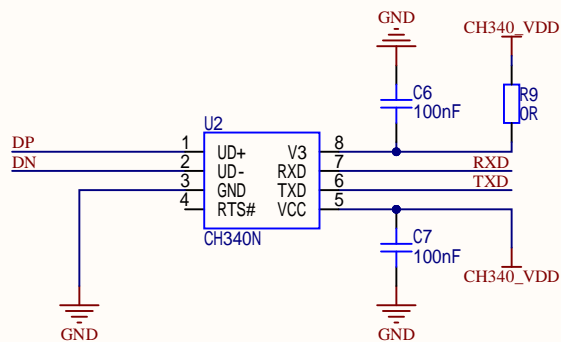 GND
CH340_VDD
C6
100nF
R9
0R
U2
DP
1
UD+
V3
8
DN
2
UD-
RXD
7
RXD
3
GND
TXD
6
TXD
4
RTS#
VCC
5
CH340N
C7
100nF
CH340_VDD
GND
GND